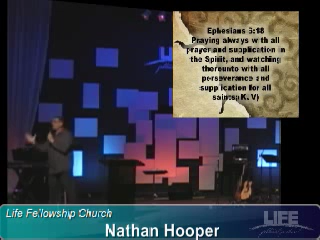 Ephesians 6:18
Praying always with all
prayer and supplication in
the Spirit, and watching
thereunto with all
perseverance and
supplication for all
saints( K. V)
LIFE
Life Fellowship Church
LIFE
Nathan Hooper